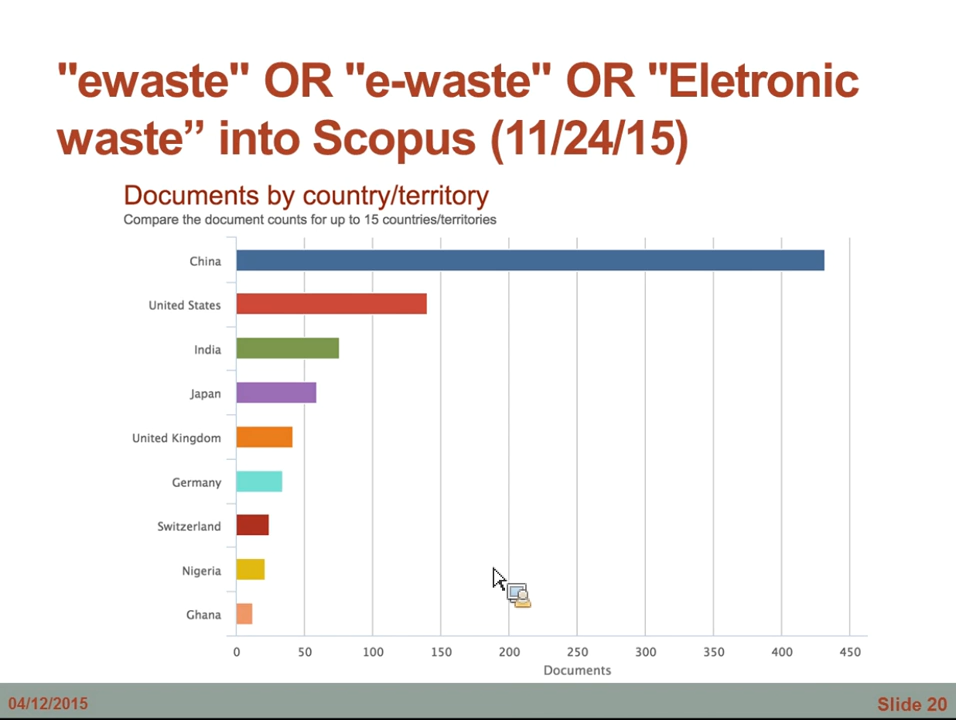 "ewaste" OR "e-waste" OR "Eletronic
waste” into Scopus (11/24/15)
Documents by country/territory
Compare the document counts for up to 15 countries/territories
China
United States
India
Japan
United Kingdom
Germany
Switzerland
Nigeria
Ghana
0 50 100 150 200 250 300 350 400 450
Documents
04/12/2015 Slide 20